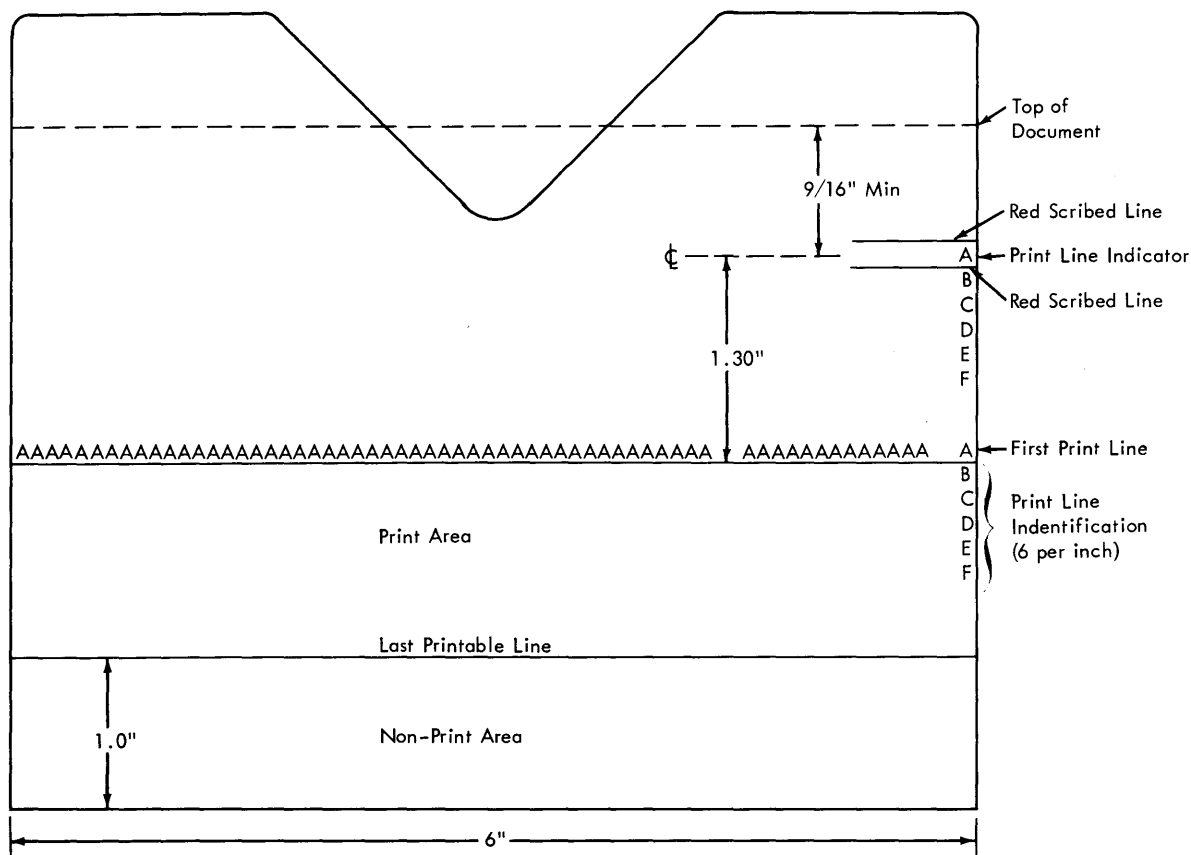 Top of
Document
9/16" Min
Red Scribed Line
℄
A
Print Line Indicator
B
Red Scribed Line
C
D
E
F
1.30"
AAAAAAAAAAAAAAAAAAAAAAAAAAAAAAAAAAAAAAAAAAAAAAAA AAAAAAAAAAAAA A
First Print Line
B
C
D
E
F
Print Line
Indentification
(6 per inch)
Print Area
Last Printable Line
1.0"
Non-Print Area
6"